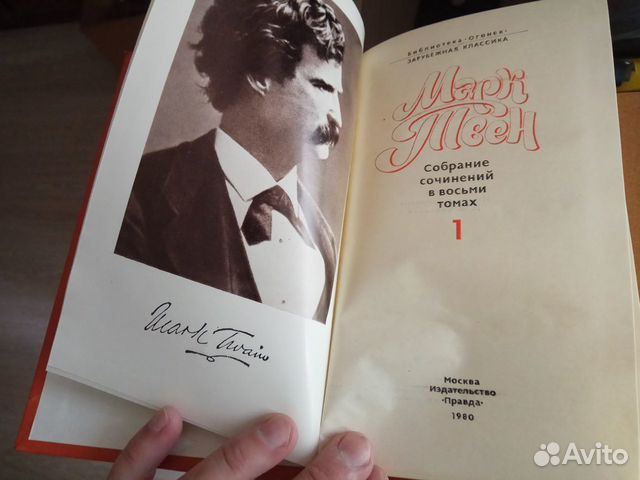 Mark Twain
Библиотека «Огонек»
ЗАРУБЕЖНАЯ КЛАССИКА
Марк
Твен
Собрание
сочинений
в восьми
томах
1
Москва
Издательство
«Правда»
1980
Avito